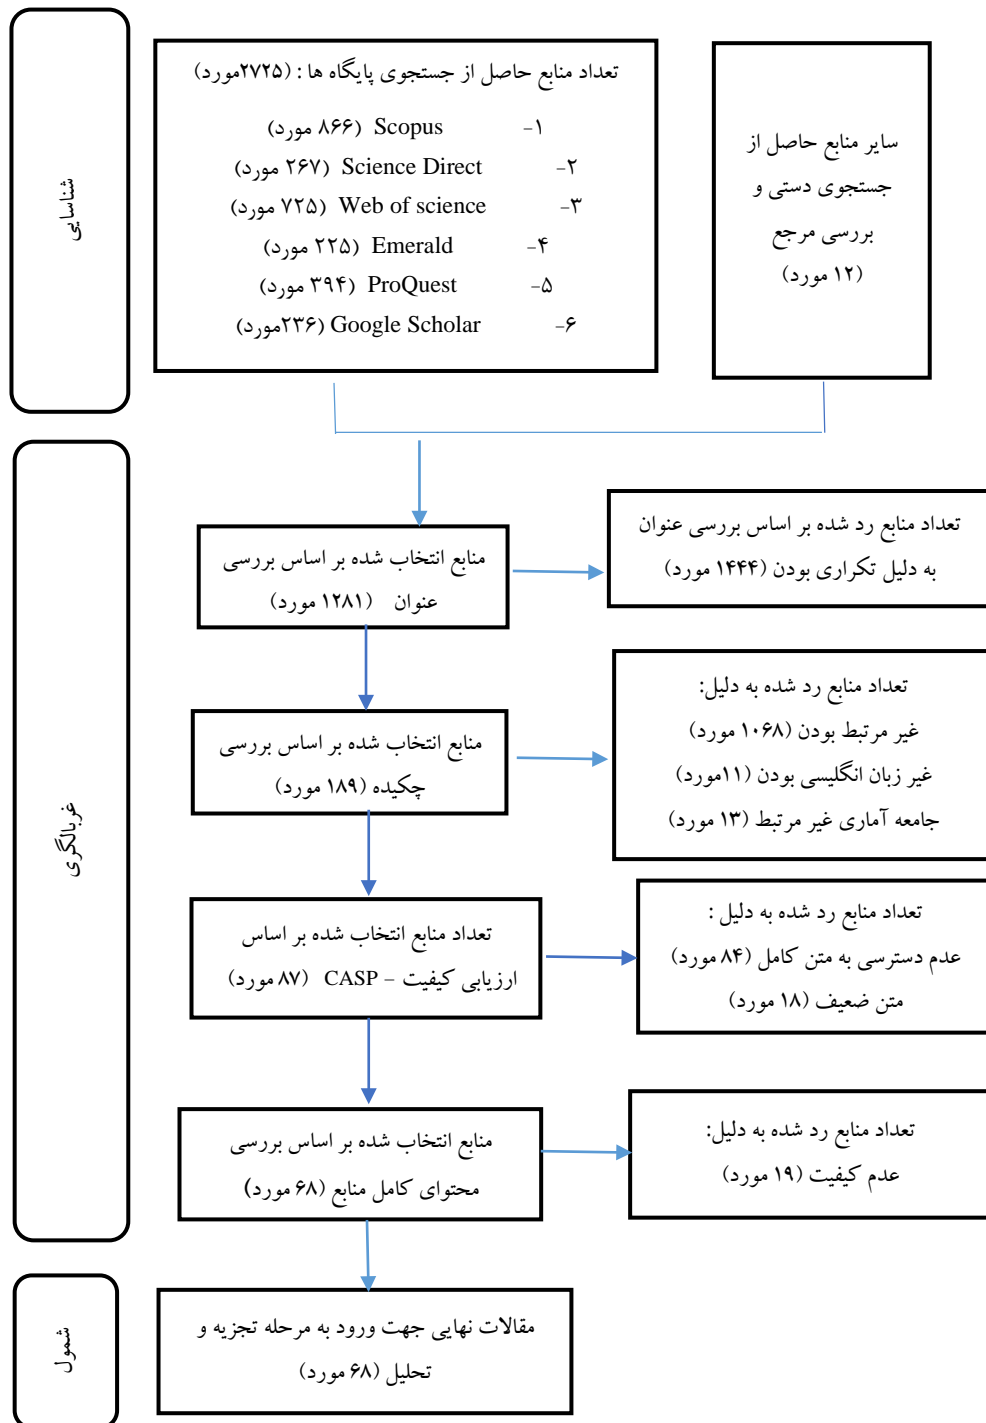 شناسایی
تعداد منابع حاصل از جستجوی پایگاه ها : (۲۷۲۵مورد)
۱- Scopus (۸۶۶ مورد)
۲- Science Direct (۲۶۷ مورد)
۳- Web of science (۷۲۵ مورد)
۴- Emerald (۲۲۵ مورد)
۵- ProQuest (۳۹۴ مورد)
۶- Google Scholar (۲۳۶مورد)
سایر منابع حاصل از
جستجوی دستی و
بررسی مرجع
(۱۲ مورد)
غربالگری
منابع انتخاب شده بر اساس بررسی
عنوان (۱۲۸۱ مورد)
تعداد منابع رد شده بر اساس بررسی عنوان
به دلیل تکراری بودن (۱۴۴۴ مورد)
منابع انتخاب شده بر اساس بررسی
چکیده (۱۸۹ مورد)
تعداد منابع رد شده به دلیل:
غیر مرتبط بودن (۱۰۶۸ مورد)
غیر زبان انگلیسی بودن (۱۱مورد)
جامعه آماری غیر مرتبط (۱۳ مورد)
تعداد منابع انتخاب شده بر اساس
ارزیابی کیفیت – CASP (۸۷ مورد)
تعداد منابع رد شده به دلیل :
عدم دسترسی به متن کامل (۸۴ مورد)
متن ضعیف (۱۸ مورد)
منابع انتخاب شده بر اساس بررسی
محتوای کامل منابع (۶۸ مورد)
تعداد منابع رد شده به دلیل:
عدم کیفیت (۱۹ مورد)
شمول
مقالات نهایی جهت ورود به مرحله تجزیه و
تحلیل (۶۸ مورد)